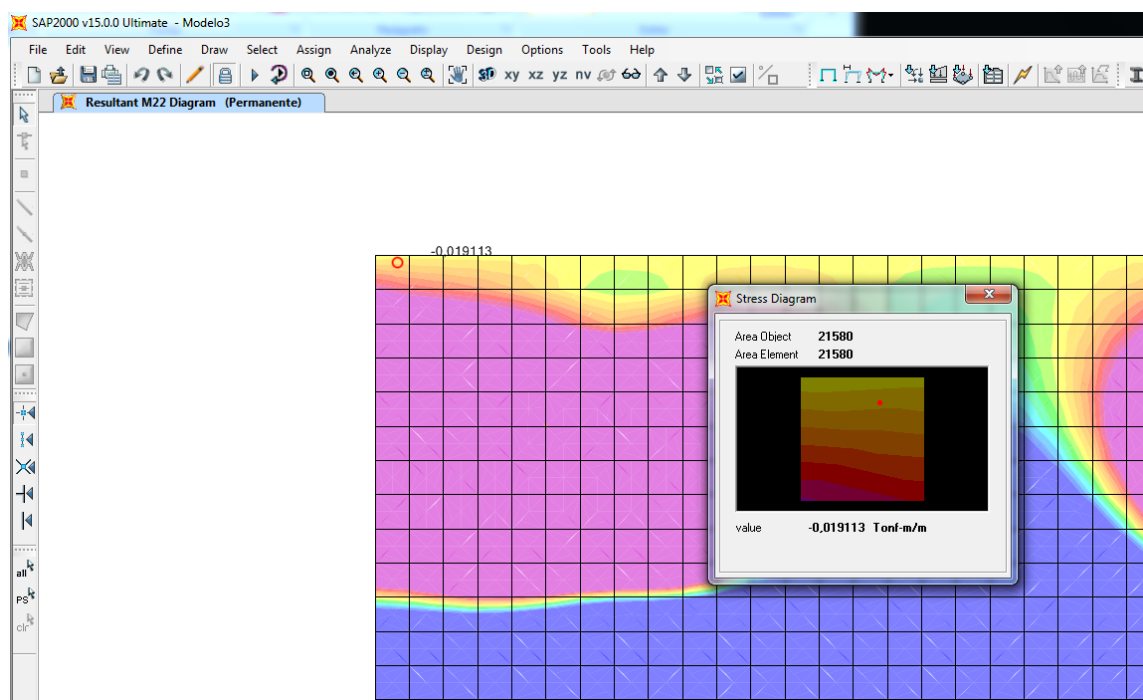 SAP2000 v15.0.0 Ultimate - Modelo3
File Edit View Define Draw Select Assign Analyze Display Design Options Tools Help
3D xy xz yz nv
Resultant M22 Diagram (Permanente)
-0,019113
Stress Diagram
Area Object 21580
Area Element 21580
value -0,019113 Tonf-m/m
all
PS
clr